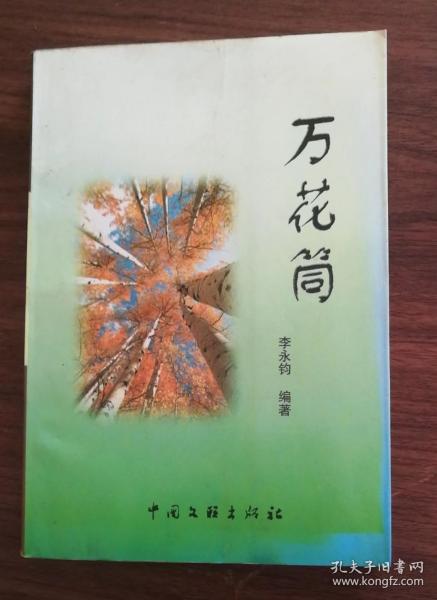 万花筒
李永钧 编著
中国文联出版社
孔夫子旧书网
www.kongfz.com